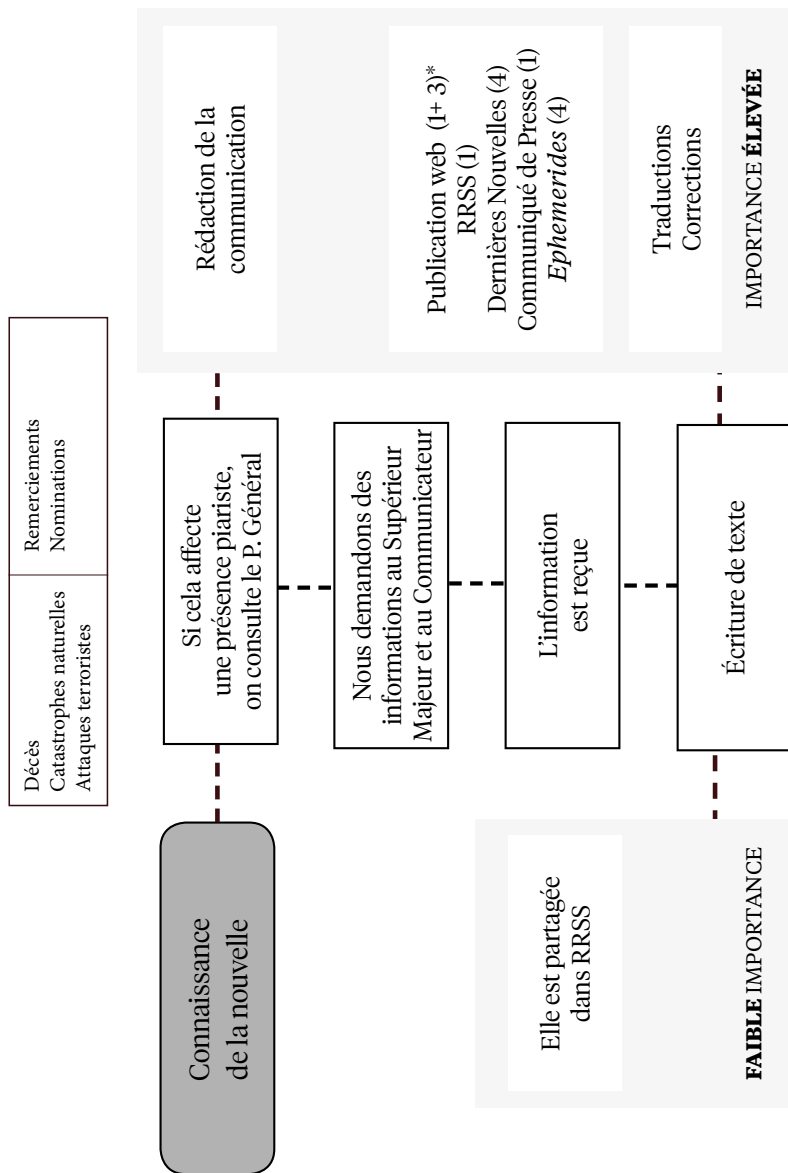 Décès
Catastrophes naturelles
Attaques terroristes
Remerciements
Nominations
Connaissance
de la nouvelle
Si cela affecte
une présence piariste,
on consulte le P. Général
Rédaction de la
communication
Nous demandons des
informations au Supérieur
Majeur et au Communicateur
Publication web (1+ 3)*
RRSS (1)
Dernières Nouvelles (4)
Communiqué de Presse (1)
Ephemerides (4)
Elle est partagée
dans RRSS
L'information
est reçue
Traductions
Corrections
Écriture de texte
FAIBLE IMPORTANCE
IMPORTANCE ÉLEVÉE